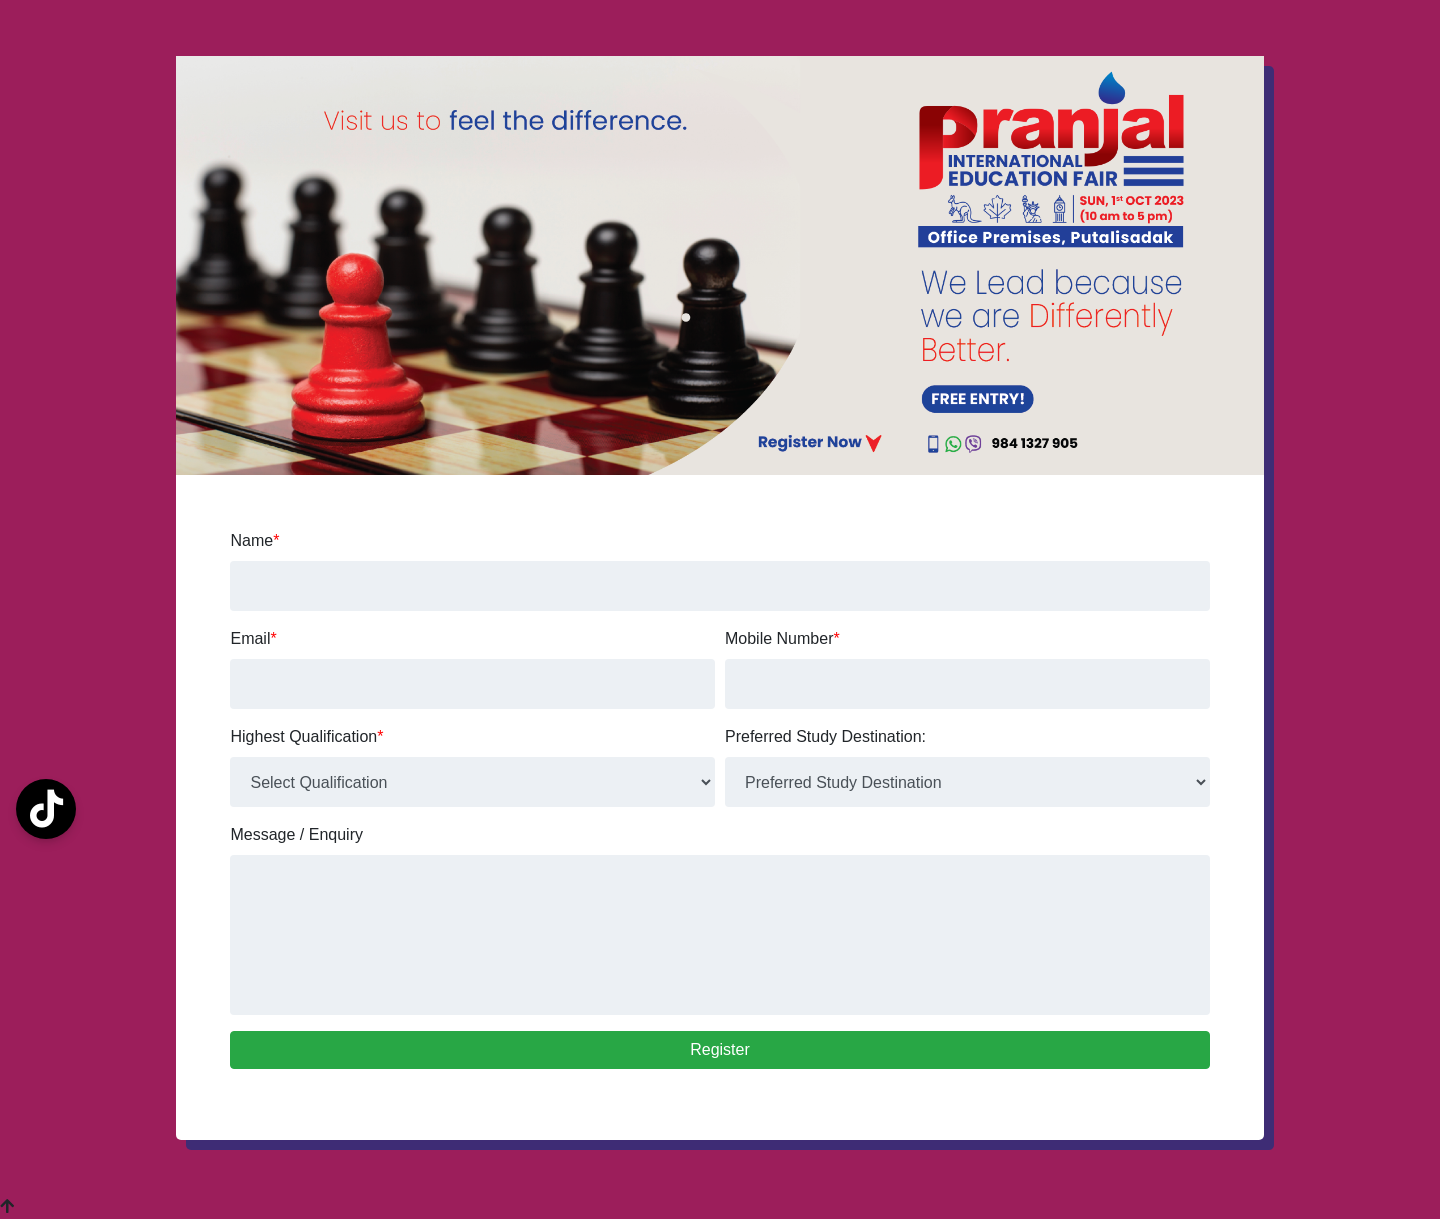 Visit us to feel the difference.
pranjal
INTERNATIONAL
EDUCATION FAIR
SUN, 1st OCT 2023
(10 am to 5 pm)
Office Premises, Putalisadak
We Lead because
we are Differently
Better.
FREE ENTRY!
Register Now
984 1327 905
Name*
Email*
Mobile Number*
Highest Qualification*
Preferred Study Destination:
Select Qualification
Preferred Study Destination
Message / Enquiry
Register